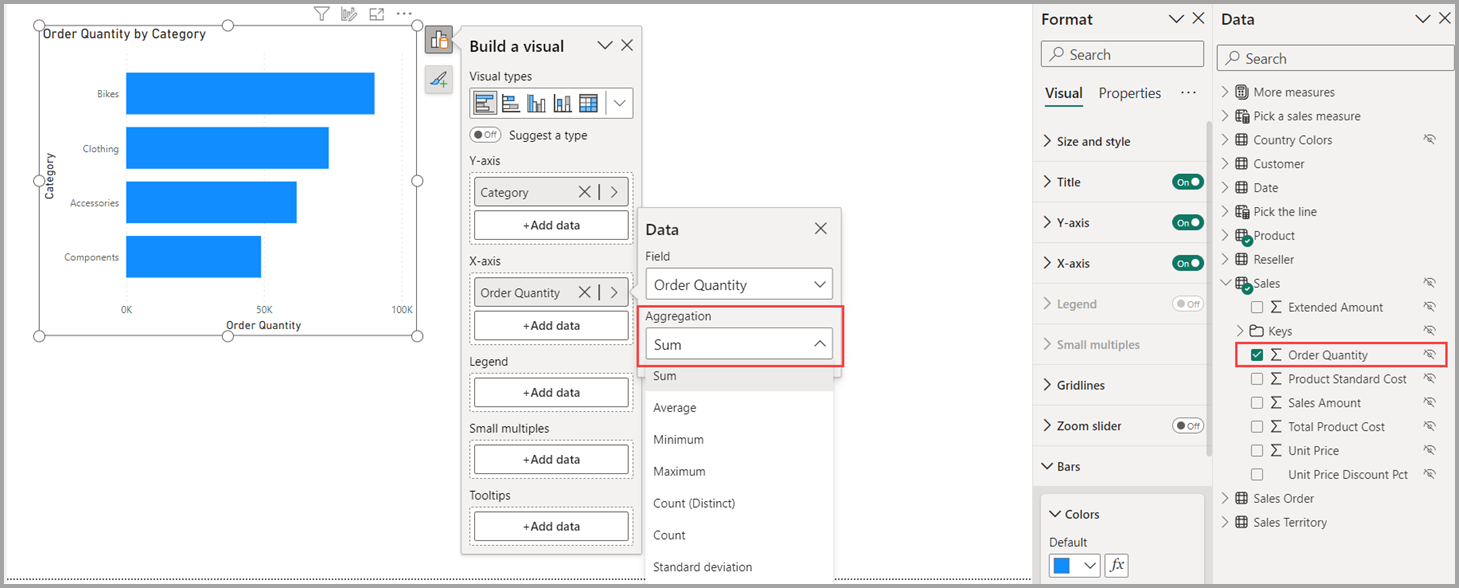 Order Quantity by Category
Category
Bikes
Clothing
Accessories
Components
0K
50K
100K
Order Quantity
Build a visual
Visual types
Off
Suggest a type
Y-axis
Category
+Add data
X-axis
Order Quantity
+Add data
Legend
+Add data
Small multiples
+Add data
Tooltips
+Add data
Data
Field
Order Quantity
Aggregation
Sum
Sum
Average
Minimum
Maximum
Count (Distinct)
Count
Standard deviation
Format
Search
Visual
Properties
Size and style
Title
On
Y-axis
On
X-axis
On
Legend
Off
Small multiples
Gridlines
Zoom slider
Off
Bars
Colors
Default
fx
Data
Search
More measures
Pick a sales measure
Country Colors
Customer
Date
Pick the line
Product
Reseller
Sales
Σ Extended Amount
Keys
Σ Order Quantity
Σ Product Standard Cost
Σ Sales Amount
Σ Total Product Cost
Σ Unit Price
Unit Price Discount Pct
Sales Order
Sales Territory